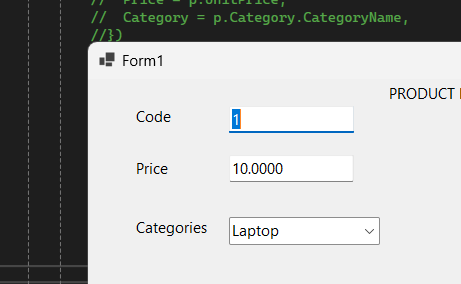 //  Price = p.UnitPrice,
//  Category = p.Category.CategoryName,
//})
Form1
PRODUCT
Code
1
Price
10.0000
Categories
Laptop